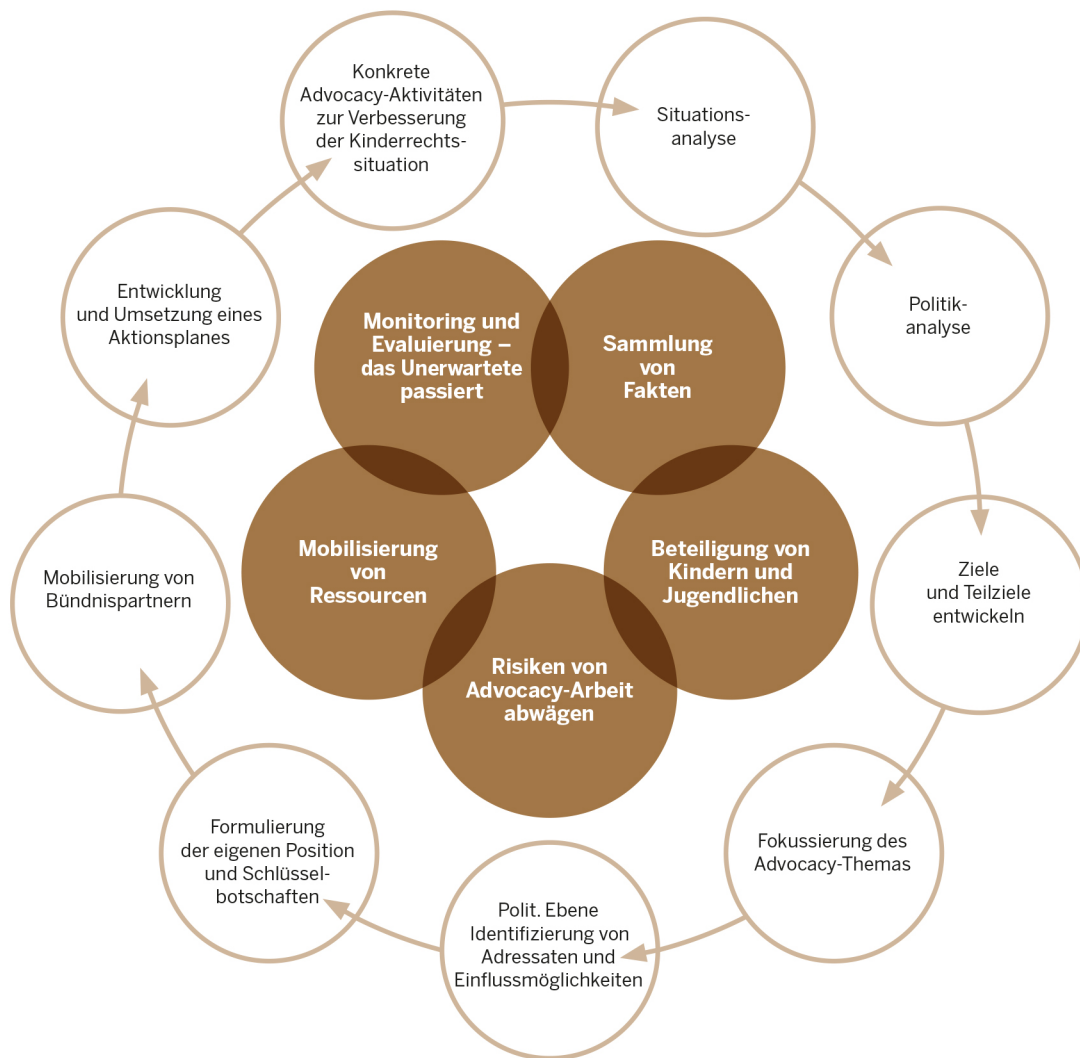 Konkrete
Advocacy-Aktivitäten
zur Verbesserung
der Kinderrechts-
situation
Situations-
analyse
Politik-
analyse
Ziele
und Teilziele
entwickeln
Fokussierung des
Advocacy-Themas
Polit. Ebene
Identifizierung von
Adressaten und
Einflussmöglichkeiten
Formulierung
der eigenen Position
und Schlüssel-
botschaften
Mobilisierung von
Bündnispartnern
Entwicklung
und Umsetzung eines
Aktionsplanes
Monitoring und
Evaluierung –
das Unerwartete
passiert
Sammlung
von
Fakten
Beteiligung von
Kindern und
Jugendlichen
Risiken von
Advocacy-Arbeit
abwägen
Mobilisierung
von
Ressourcen